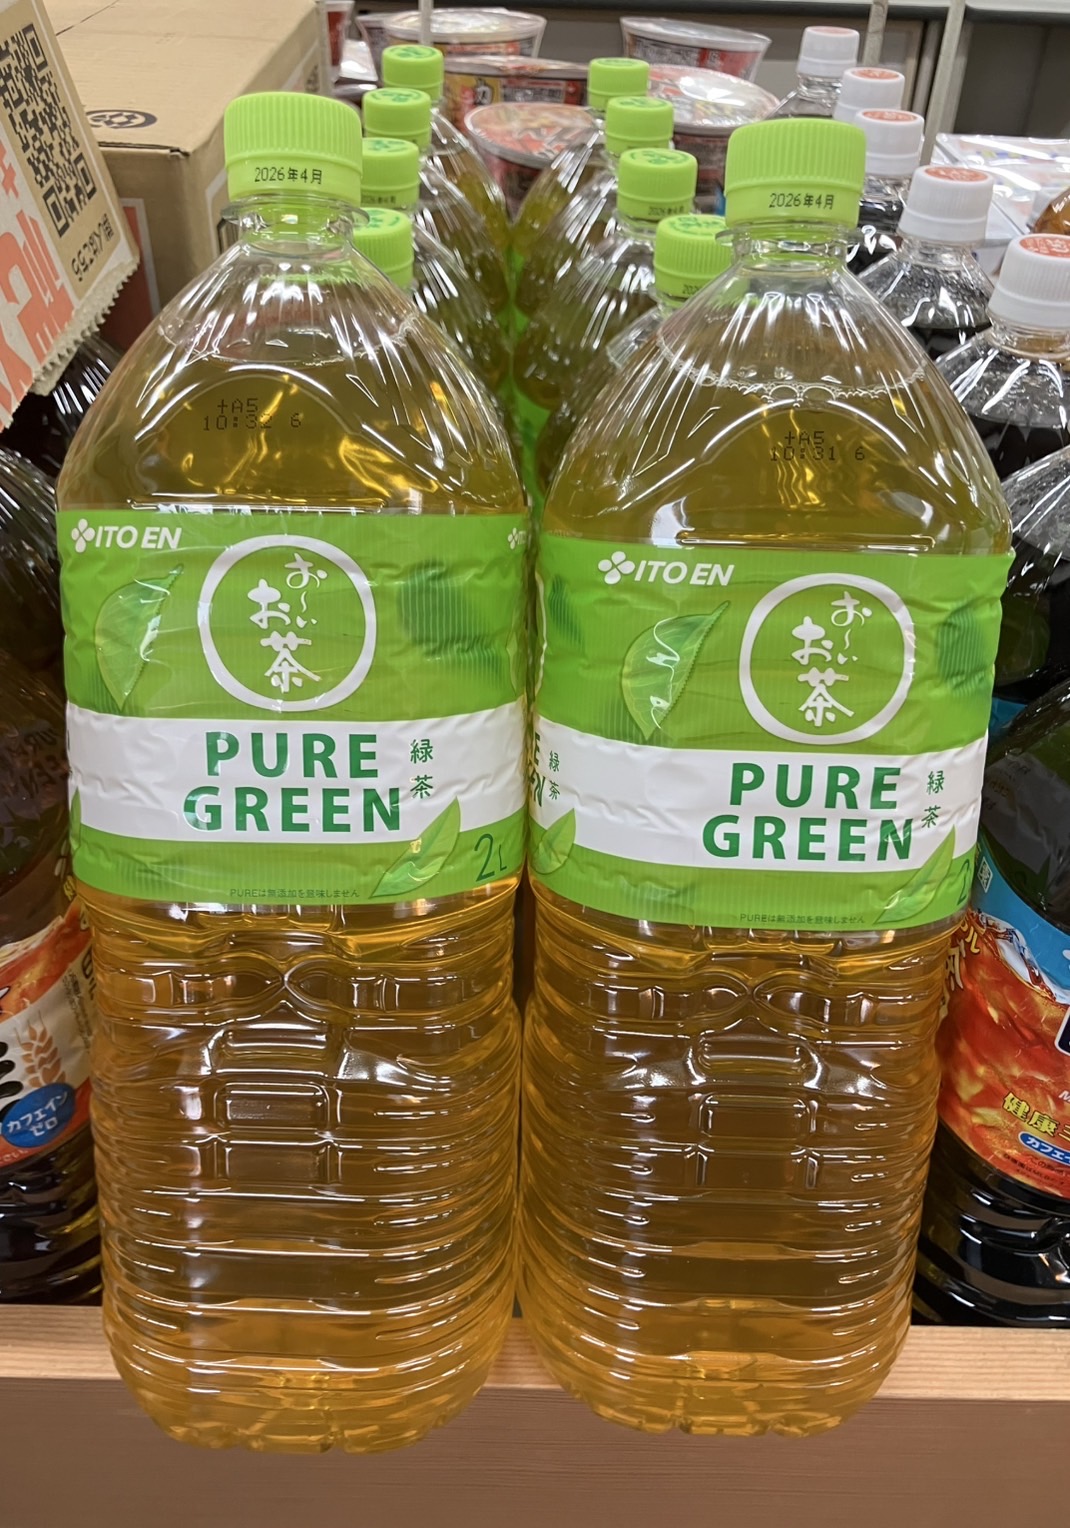 2026年4月
+A5
10:32 6
ITO EN
お～い
お茶
PURE
GREEN
緑茶
2L
PUREは無添加を意味しません
2026年4月
+A5
10:31 6
ITO EN
お～い
お茶
PURE
GREEN
緑茶
PUREは無添加を意味しません
カフェイン
ゼロ
健康